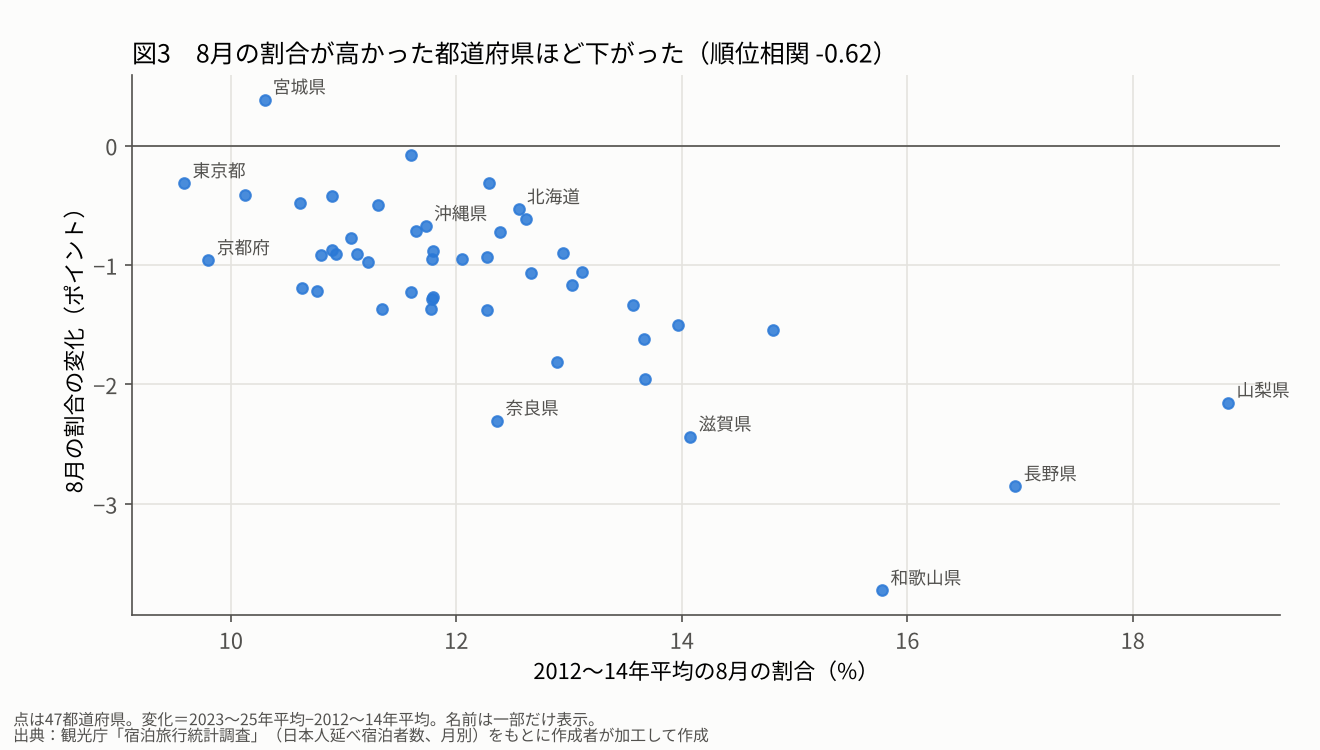 図3　8月の割合が高かった都道府県ほど下がった（順位相関 -0.62）
宮城県
東京都
北海道
沖縄県
京都府
山梨県
奈良県
滋賀県
長野県
和歌山県
0
−1
−2
−3
8月の割合の変化（ポイント）
10 12 14 16 18
2012～14年平均の8月の割合（%）
点は47都道府県。変化＝2023～25年平均−2012～14年平均。名前は一部だけ表示。
出典：観光庁「宿泊旅行統計調査」（日本人延べ宿泊者数、月別）をもとに作成者が加工して作成